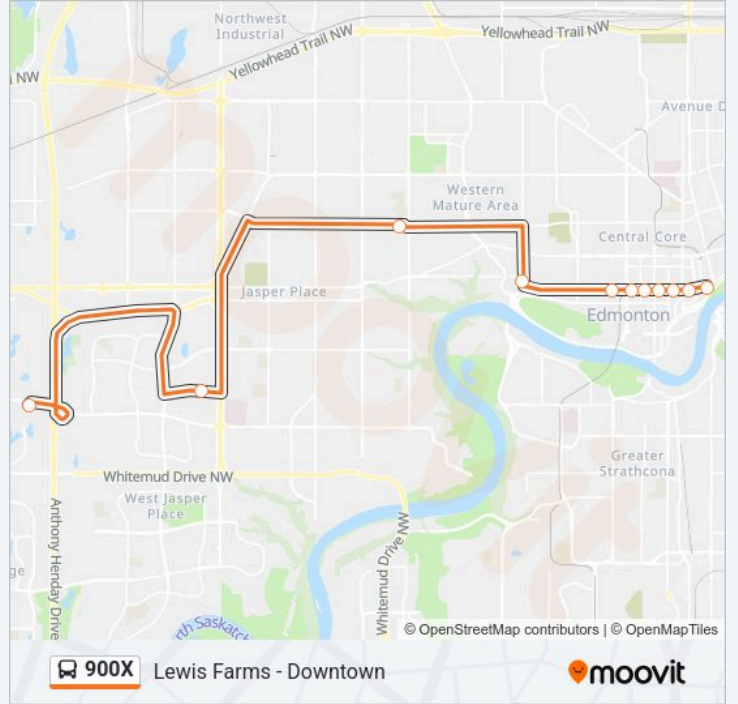 Northwest
Industrial
Yellowhead Trail NW
Yellowhead Trail NW
NW
Avenue D
Western
Mature Area
Central Core
Jasper Place
Edmonton
Greater
Strathcona
Whitemud Drive NW
West Jasper
Place
Anthony Henday Drive
Whitemud Drive NW
ge
rth Saskatc
© OpenStreetMap contributors | © OpenMapTiles
900X Lewis Farms - Downtown
moovit